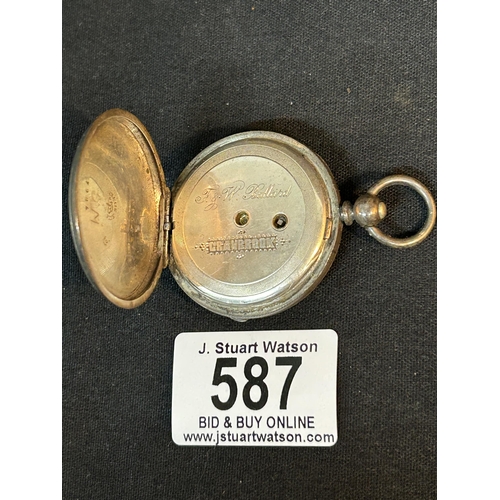 CRANBROOK
J. Stuart Watson
587
BID & BUY ONLINE
www.jstuartwatson.com